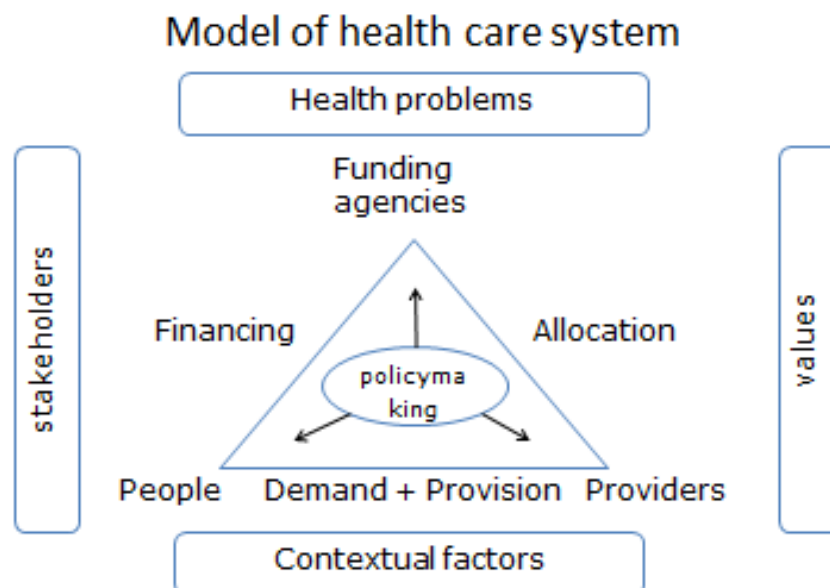 Model of health care system
Health problems
Funding
agencies
stakeholders
Financing
Allocation
values
policyma
king
People
Demand + Provision
Providers
Contextual factors